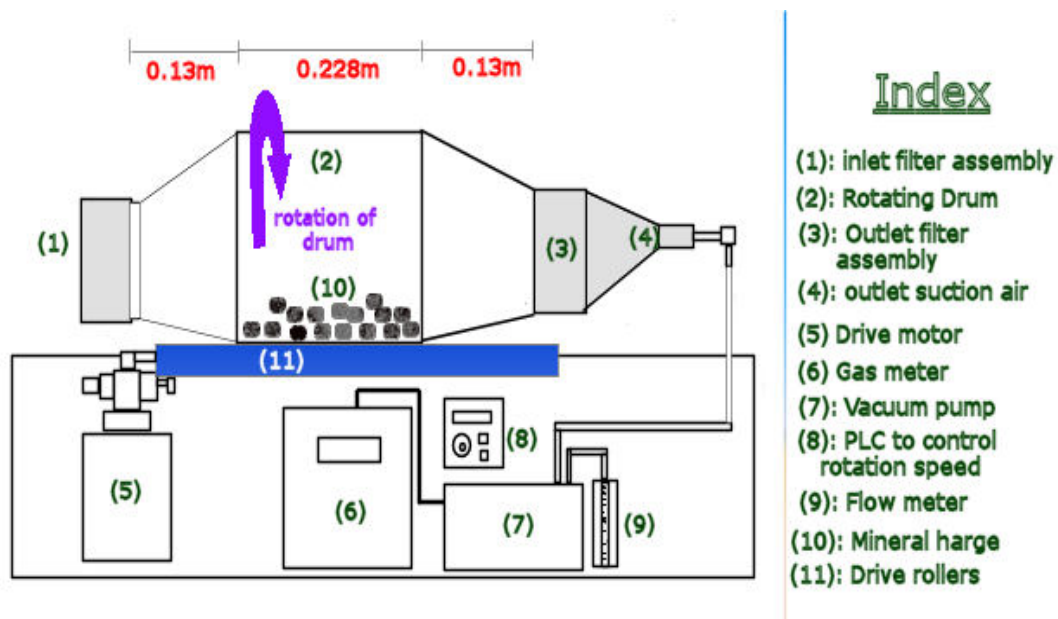 0.13m
0.228m
0.13m
(2)
rotation of
drum
(1)
(3)
(4)
(10)
(11)
(5)
(6)
(8)
(7)
(9)
Index
(1): inlet filter assembly
(2): Rotating Drum
(3): Outlet filter
assembly
(4): outlet suction air
(5) Drive motor
(6) Gas meter
(7): Vacuum pump
(8): PLC to control
rotation speed
(9): Flow meter
(10): Mineral harge
(11): Drive rollers